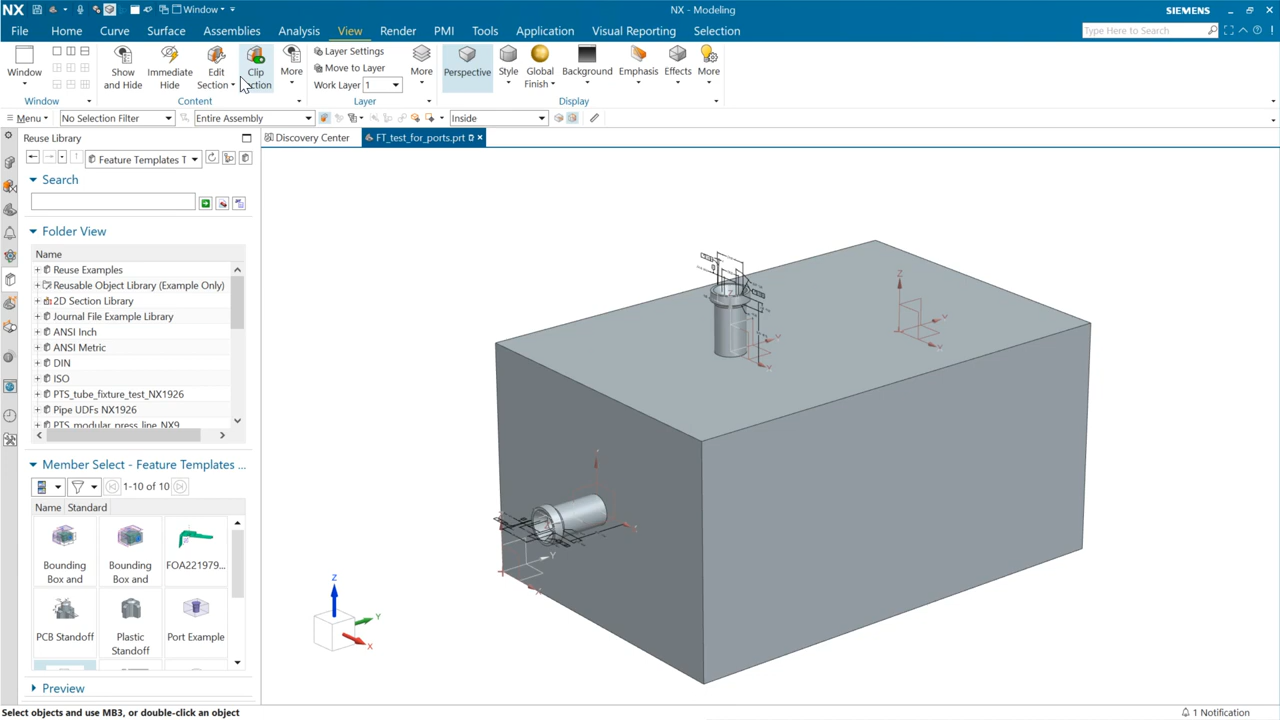 NX
Window
NX - Modeling
SIEMENS
File
Home
Curve
Surface
Assemblies
Analysis
View
Render
PMI
Tools
Application
Visual Reporting
Selection
Type Here to Search
Window
Show and Hide
Immediate Hide
Edit Section
Clip
ction
More
Layer Settings
Move to Layer
Work Layer 1
More
Perspective
Style
Global Finish
Background
Emphasis
Effects
More
Window
Content
Layer
Display
Menu
No Selection Filter
Entire Assembly
Inside
Reuse Library
Discovery Center
FT_test_for_ports.prt
Feature Templates T
Search
Folder View
Name
Reuse Examples
Reusable Object Library (Example Only)
2D Section Library
Journal File Example Library
ANSI Inch
ANSI Metric
DIN
ISO
PTS_tube_fixture_test_NX1926
Pipe UDFs NX1926
PTS_modular_press_line_NX9
Member Select - Feature Templates ...
1-10 of 10
Name Standard
Bounding Box and
Bounding Box and
FOA221979...
PCB Standoff
Plastic Standoff
Port Example
Preview
Z
Y
X
Select objects and use MB3, or double-click an object
1 Notification